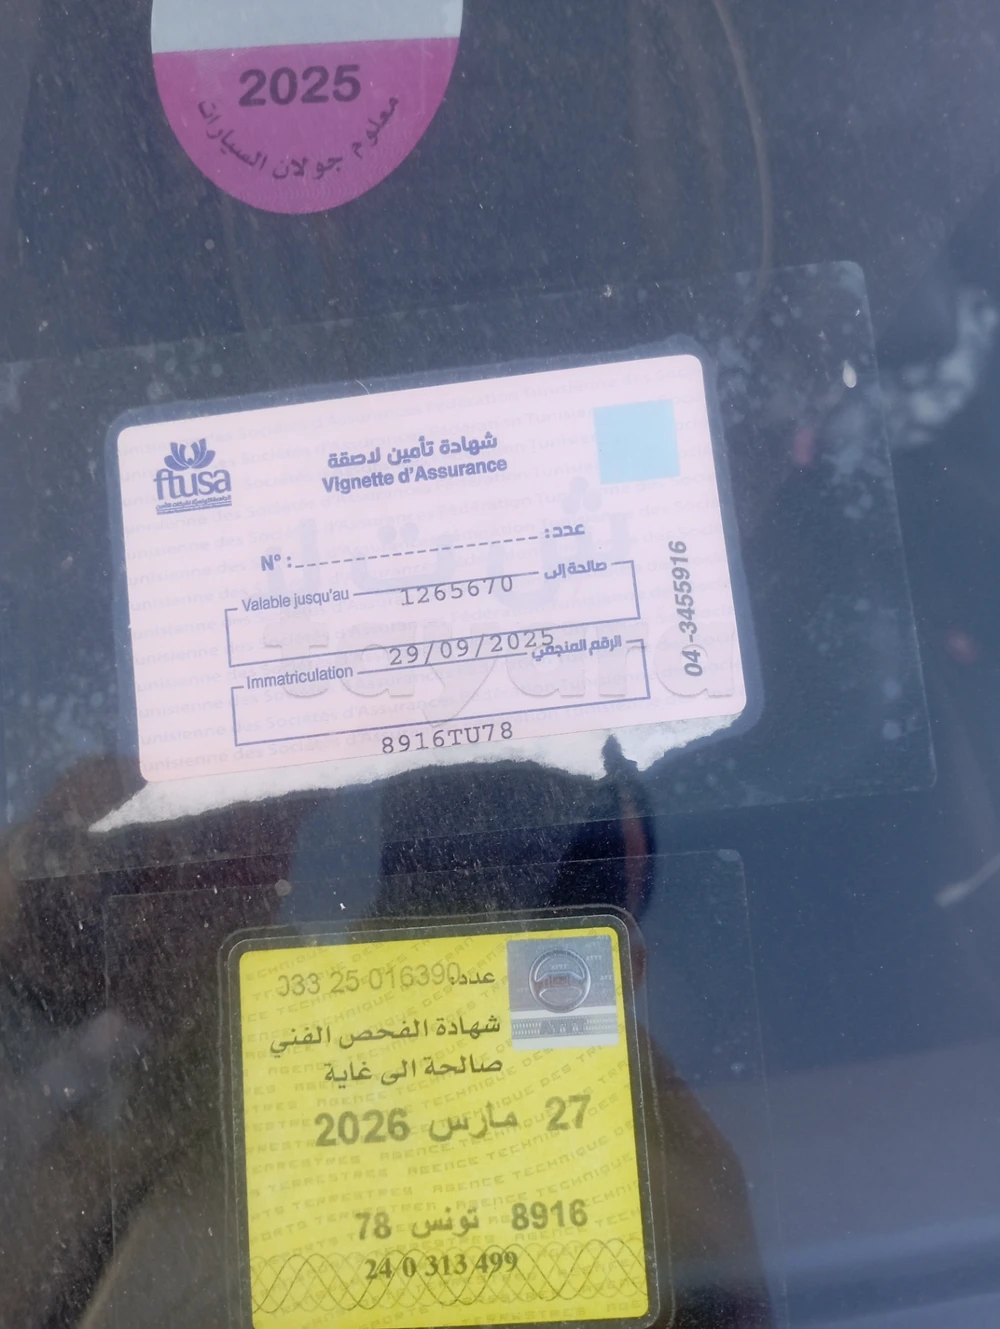 2025
معلوم جولان السيارات
ftusa
شهادة تأمين لاصقة
Vignette d'Assurance
عدد:
N° :
1265670
صالحة إلى
Valable jusqu'au
29/09/2025
الرقم المنجمي
Immatriculation
8916TU78
04-3455916
tayara
عدد: 033 25 016390
شهادة الفحص الفني
صالحة الى غاية
27 مارس 2026
8916 تونس 78
24 0 313 499